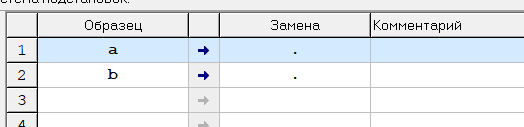 Образец Замена Комментарий
1 a → .
2 b → .
3 →
4